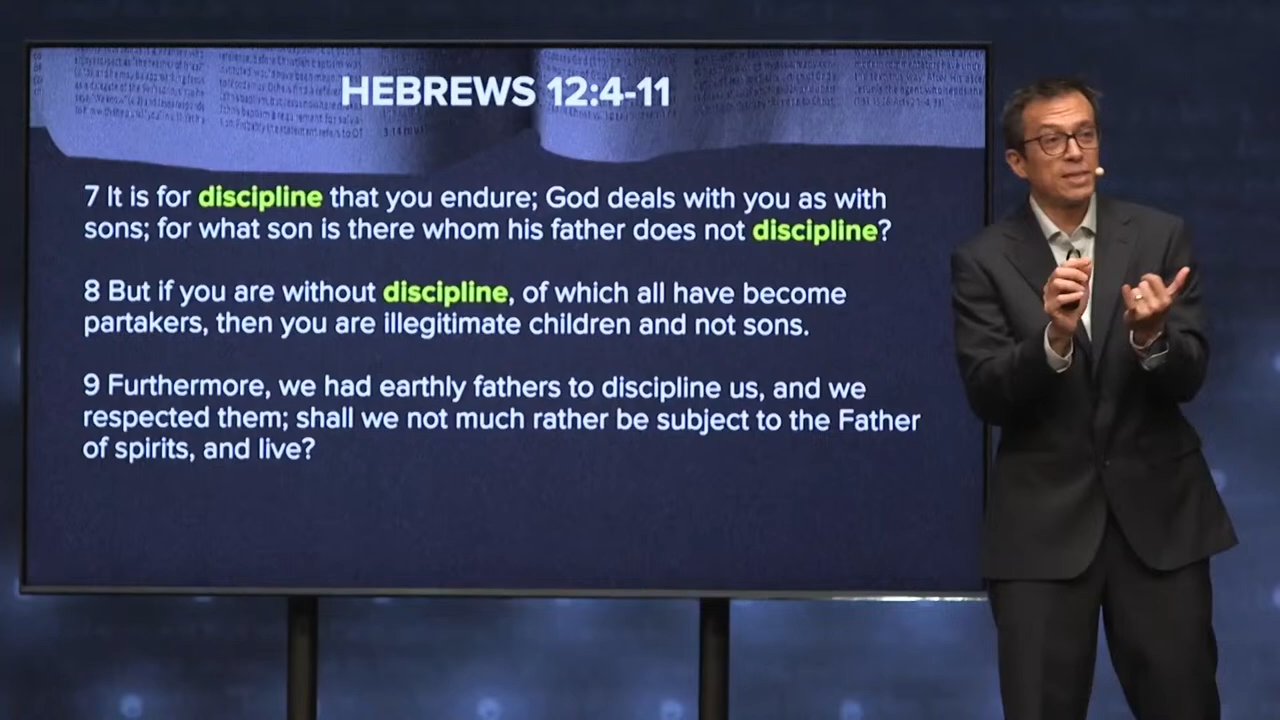 HEBREWS 12:4-11
7 It is for discipline that you endure; God deals with you as with
sons; for what son is there whom his father does not discipline?
8 But if you are without discipline, of which all have become
partakers, then you are illegitimate children and not sons.
9 Furthermore, we had earthly fathers to discipline us, and we
respected them; shall we not much rather be subject to the Father
of spirits, and live?